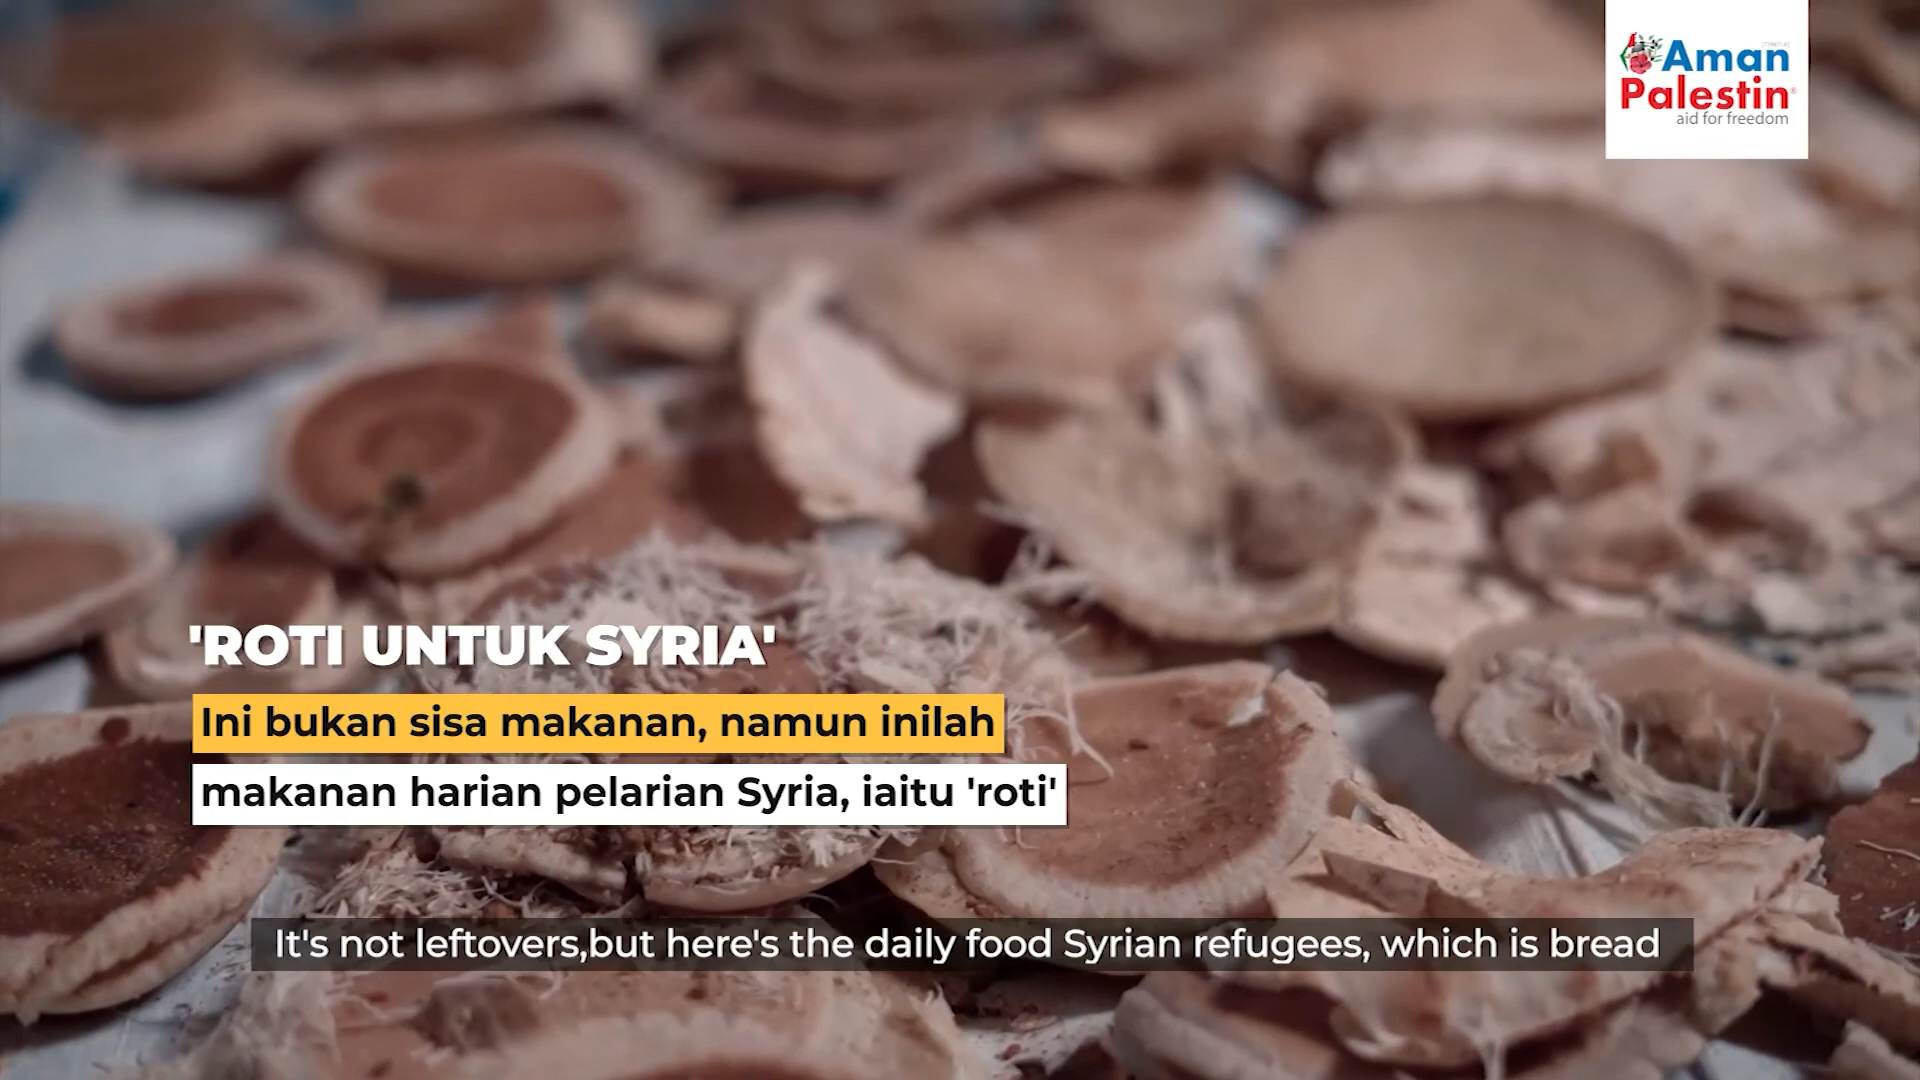 Aman
Palestin
aid for freedom
'ROTI UNTUK SYRIA'
Ini bukan sisa makanan, namun inilah
makanan harian pelarian Syria, iaitu 'roti'
It's not leftovers,but here's the daily food Syrian refugees, which is bread